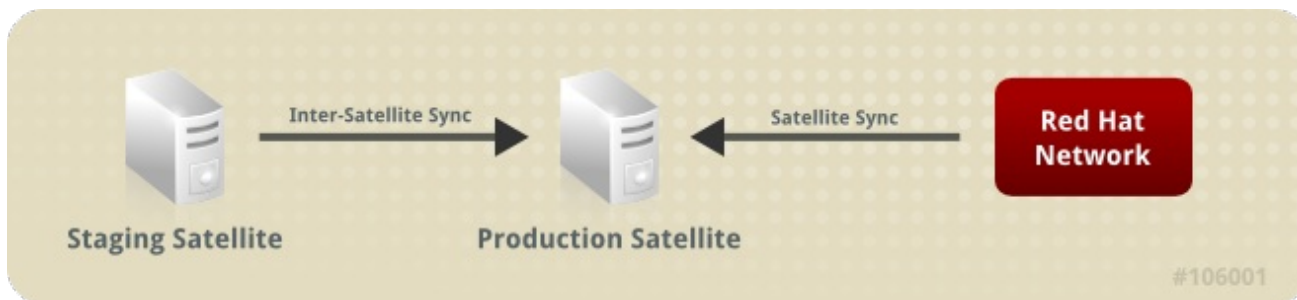 Inter-Satellite Sync
Satellite Sync
Red Hat
Network
Staging Satellite
Production Satellite
#106001